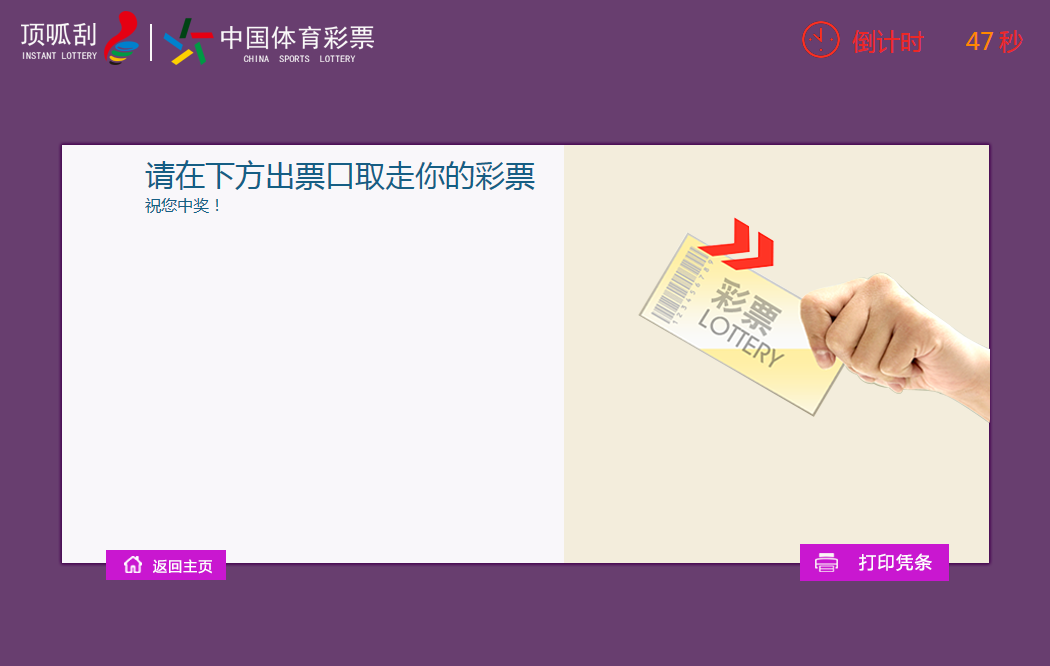 顶呱刮
INSTANT LOTTERY
中国体育彩票
CHINA SPORTS LOTTERY
倒计时 47 秒
请在下方出票口取走你的彩票
祝您中奖！
彩票
LOTTERY
123456789
返回主页
打印凭条